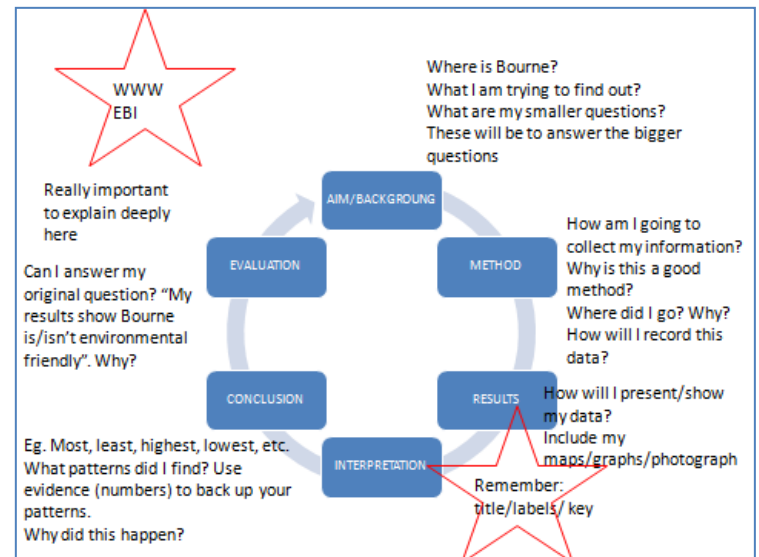 WWW
EBI
Where is Bourne?
What I am trying to find out?
What are my smaller questions?
These will be to answer the bigger
questions
Really important
to explain deeply
here
AIM/BACKGROUNG
How am I going to
collect my information?
Why is this a good
method?
Where did I go? Why?
How will I record this
data?
METHOD
EVALUATION
Can I answer my
original question? “My
results show Bourne
is/isn’t environmental
friendly”. Why?
RESULTS
How will I present/show
my data?
Include my
maps/graphs/photograph
CONCLUSION
INTERPRETATION
Eg. Most, least, highest, lowest, etc.
What patterns did I find? Use
evidence (numbers) to back up your
patterns.
Why did this happen?
Remember:
title/labels/ key